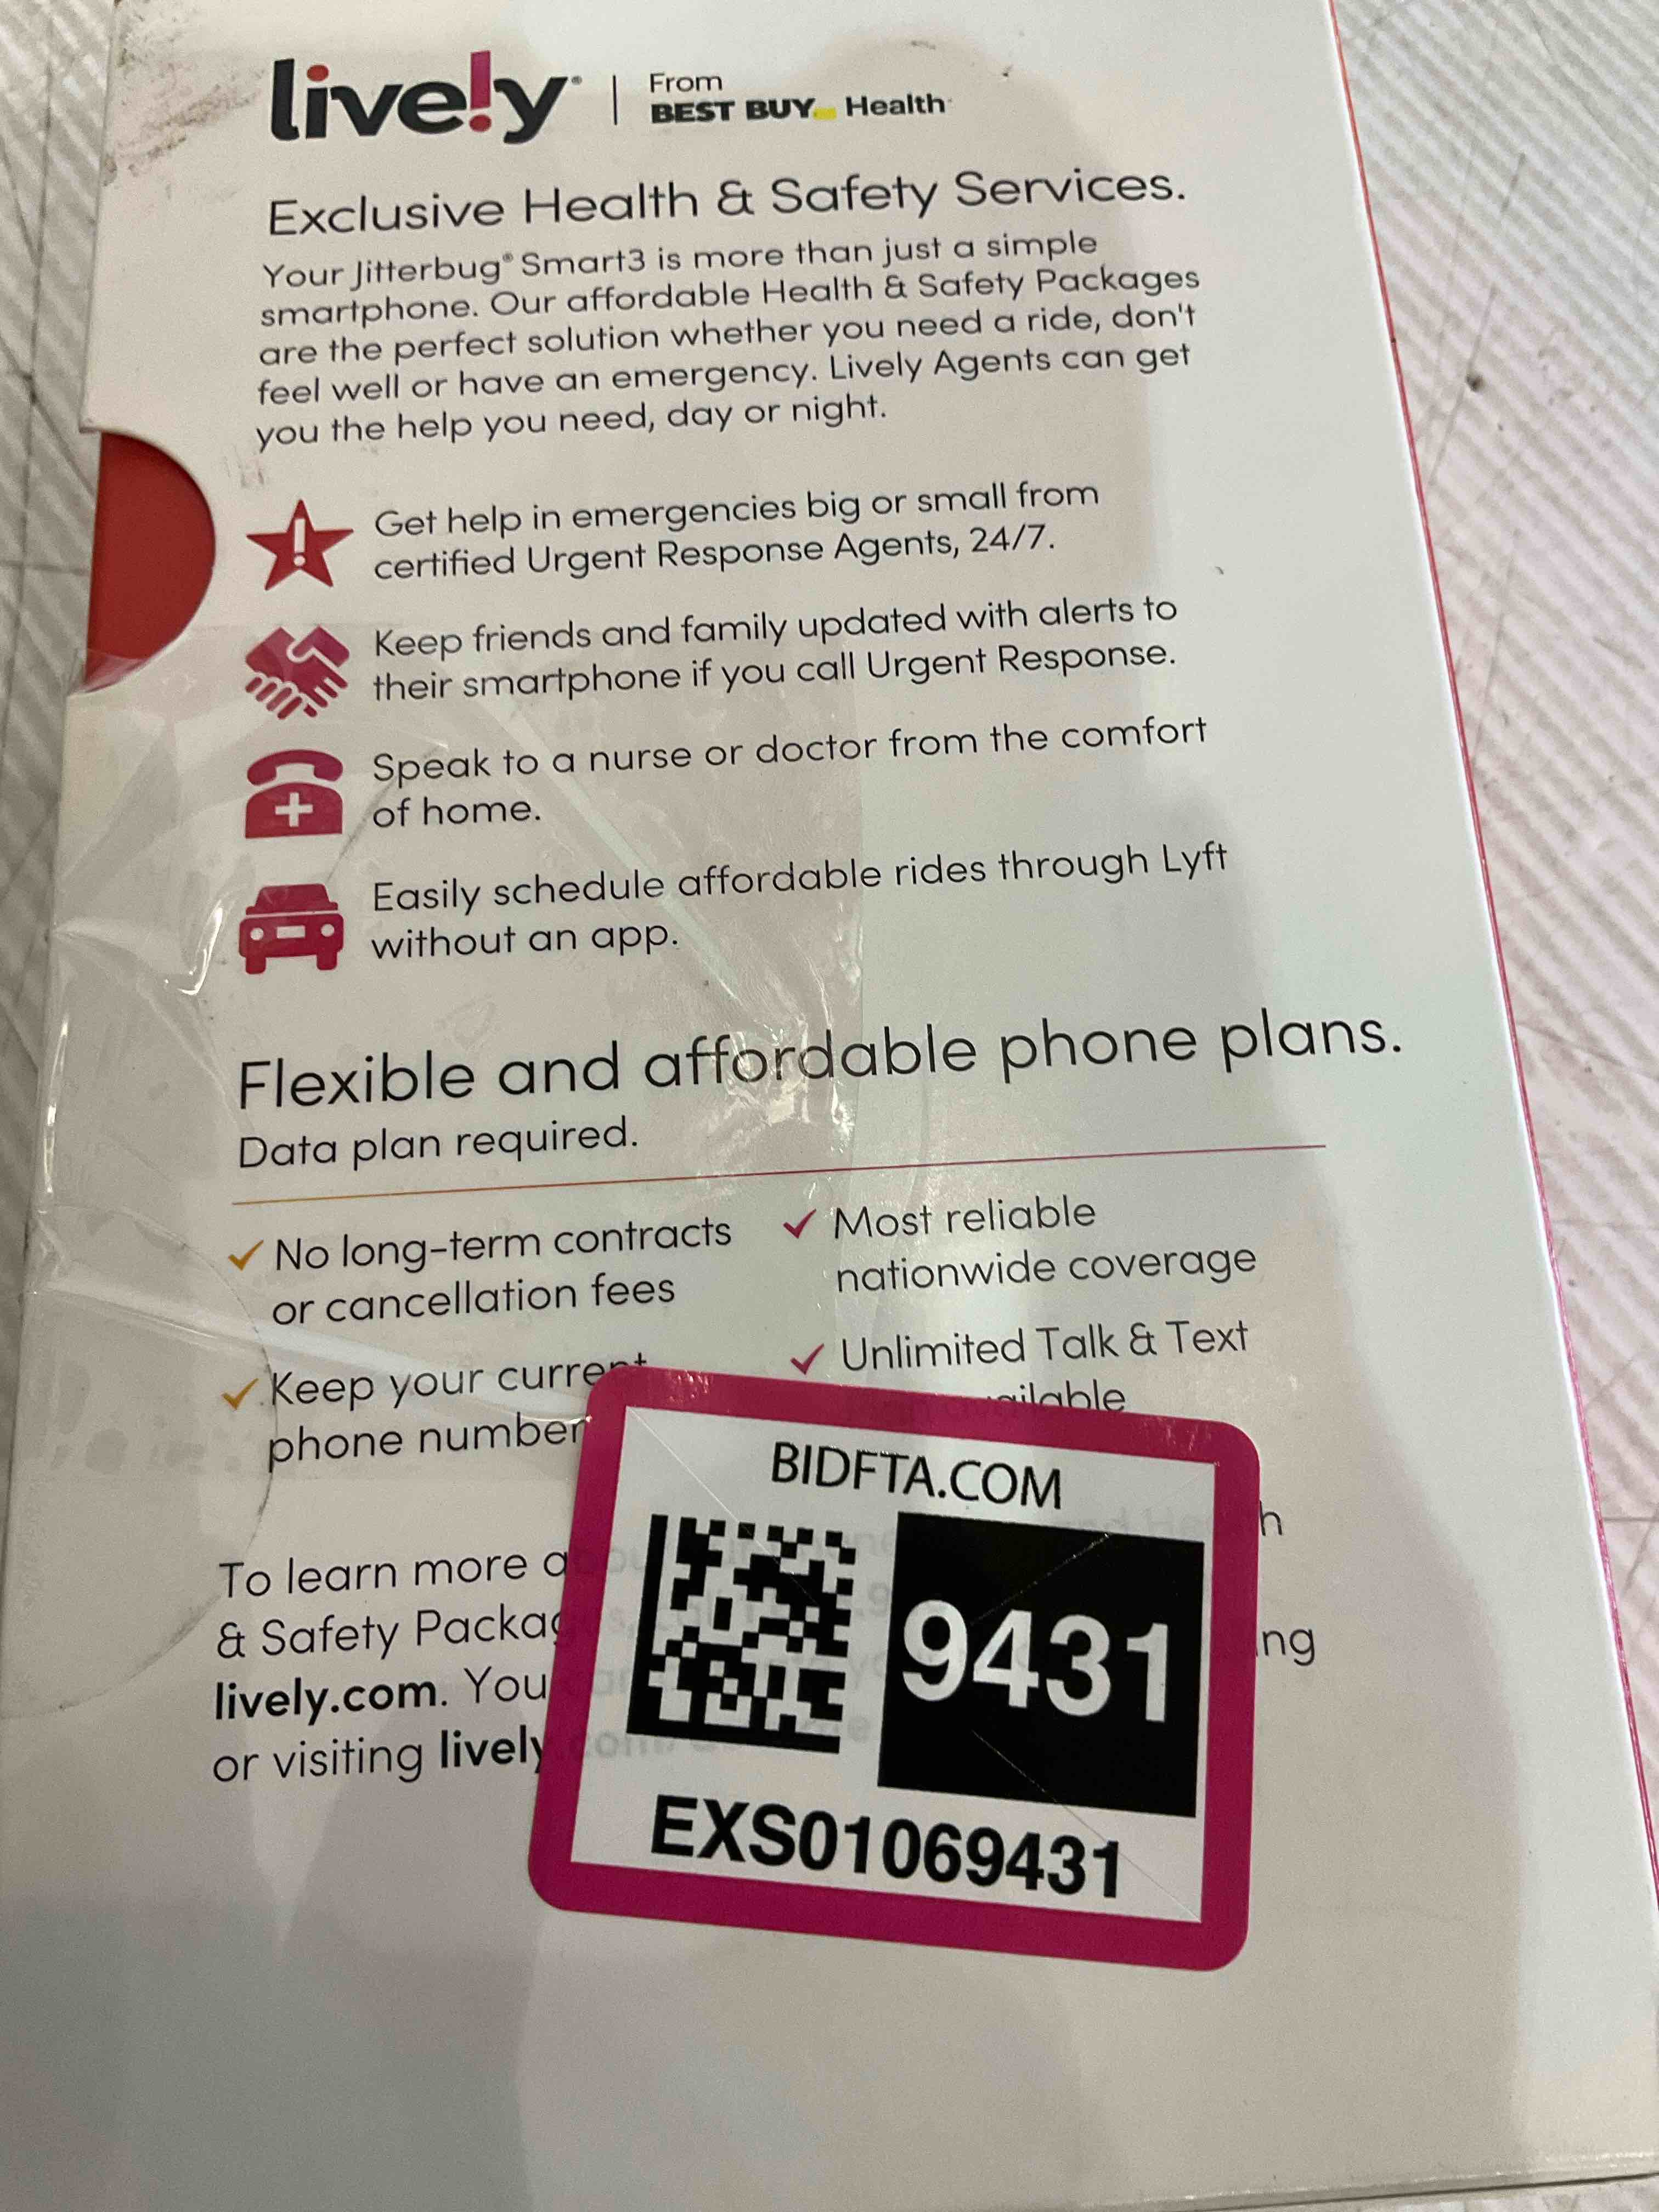 live!y® | From
BEST BUY Health
Exclusive Health & Safety Services.
Your Jitterbug® Smart3 is more than just a simple
smartphone. Our affordable Health & Safety Packages
are the perfect solution whether you need a ride, don't
feel well or have an emergency. Lively Agents can get
you the help you need, day or night.
Get help in emergencies big or small from
certified Urgent Response Agents, 24/7.
Keep friends and family updated with alerts to
their smartphone if you call Urgent Response.
Speak to a nurse or doctor from the comfort
of home.
Easily schedule affordable rides through Lyft
without an app.
Flexible and affordable phone plans.
Data plan required.
No long-term contracts
or cancellation fees
Keep your current
phone number
Most reliable
nationwide coverage
Unlimited Talk & Text
To learn more
& Safety
lively.com. You
or visiting lively
BIDFTA.COM
9431
EXS01069431